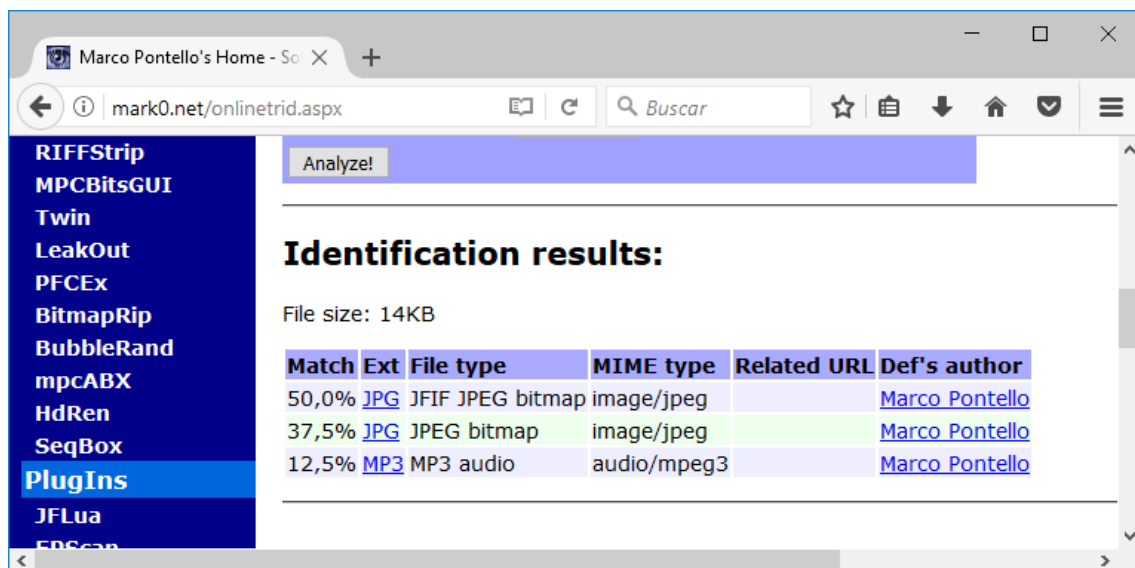 Marco Pontello's Home - So
mark0.net/onlinetrid.aspx
Buscar
RIFFStrip
MPCBitsGUI
Twin
LeakOut
PFCEx
BitmapRip
BubbleRand
mpcABX
HdRen
SeqBox
PlugIns
JFLua
EPScan
Analyze!
Identification results:
File size: 14KB
Match Ext File type MIME type Related URL Def's author
50,0% JPG JFIF JPEG bitmap image/jpeg Marco Pontello
37,5% JPG JPEG bitmap image/jpeg Marco Pontello
12,5% MP3 MP3 audio audio/mpeg3 Marco Pontello